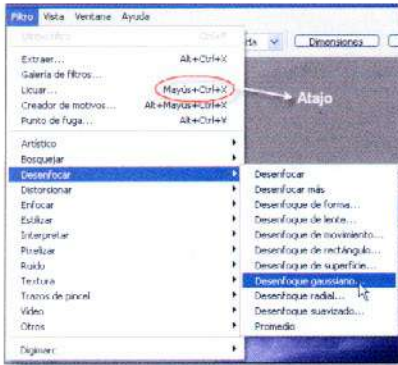 Filtro Vista Ventana Ayuda
Dimensiones
Extraer... Alt+Ctrl+X
Galería de filtros...
Licuar... Mayús+Ctrl+X
Atajo
Creador de motivos... Alt+Mayús+Ctrl+X
Punto de fuga... Alt+Ctrl+V
Artístico
Bosquejar
Desenfocar
Distorsionar
Enfocar
Estilizar
Interpretar
Pixelizar
Ruido
Textura
Trazos de pincel
Vídeo
Otros
Digimarc
Desenfocar
Desenfocar más
Desenfoque de forma...
Desenfoque de lente...
Desenfoque de movimiento...
Desenfoque de rectángulo...
Desenfoque de superficie...
Desenfoque gaussiano...
Desenfoque radial...
Desenfoque suavizado...
Promedio